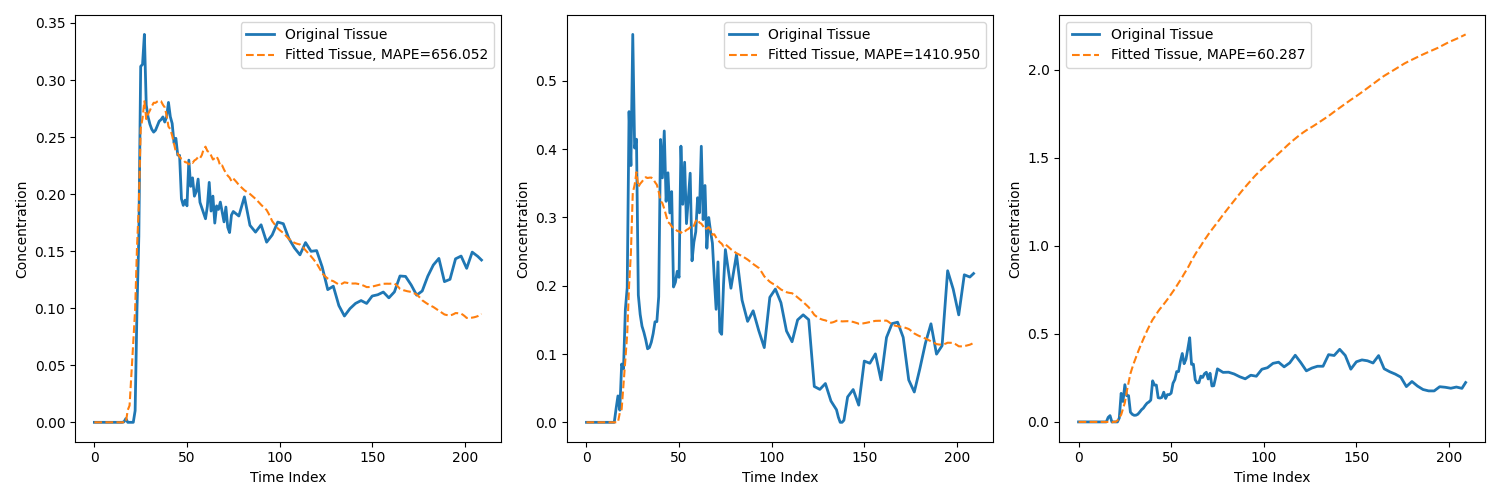 Original Tissue
Fitted Tissue, MAPE=656.052
Concentration
0.35
0.30
0.25
0.20
0.15
0.10
0.05
0.00
0 50 100 150 200
Time Index
Original Tissue
Fitted Tissue, MAPE=1410.950
Concentration
0.5
0.4
0.3
0.2
0.1
0.0
0 50 100 150 200
Time Index
Original Tissue
Fitted Tissue, MAPE=60.287
Concentration
2.0
1.5
1.0
0.5
0.0
0 50 100 150 200
Time Index